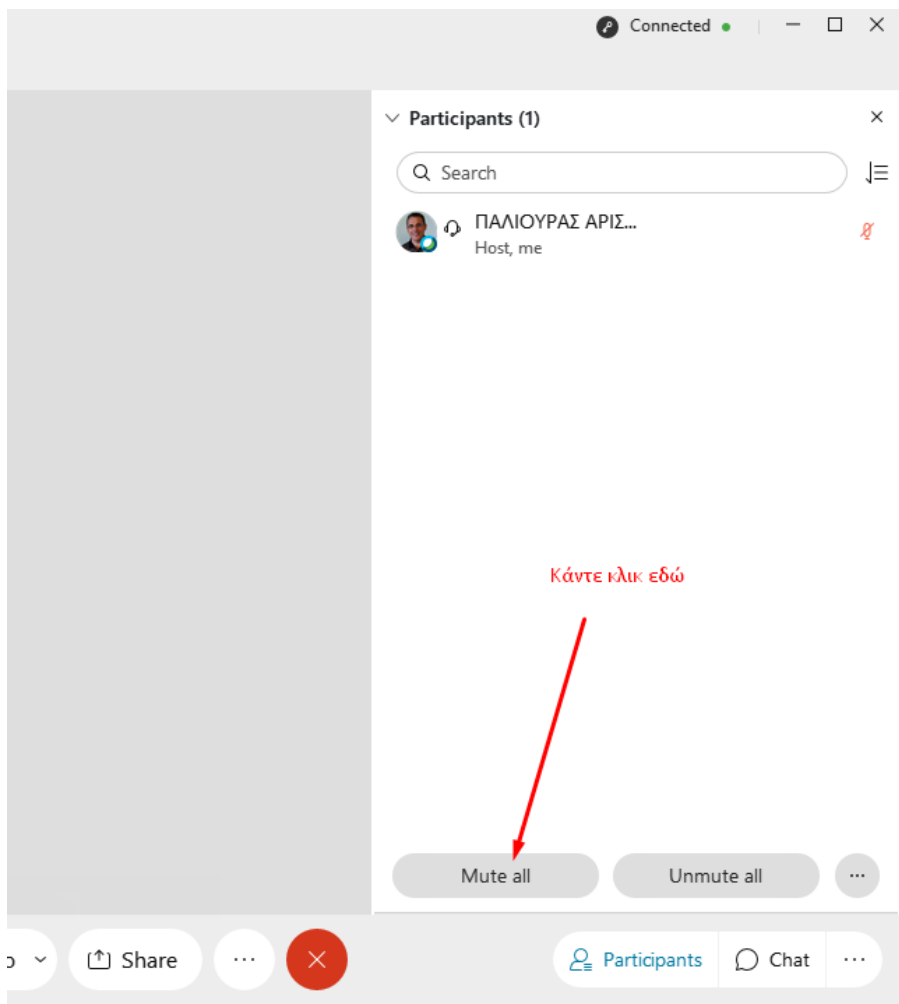 Connected
Participants (1)
Search
ΠΑΛΙΟΥΡΑΣ ΑΡΙΣ...
Host, me
Κάντε κλικ εδώ
Mute all
Unmute all
Share
Participants
Chat